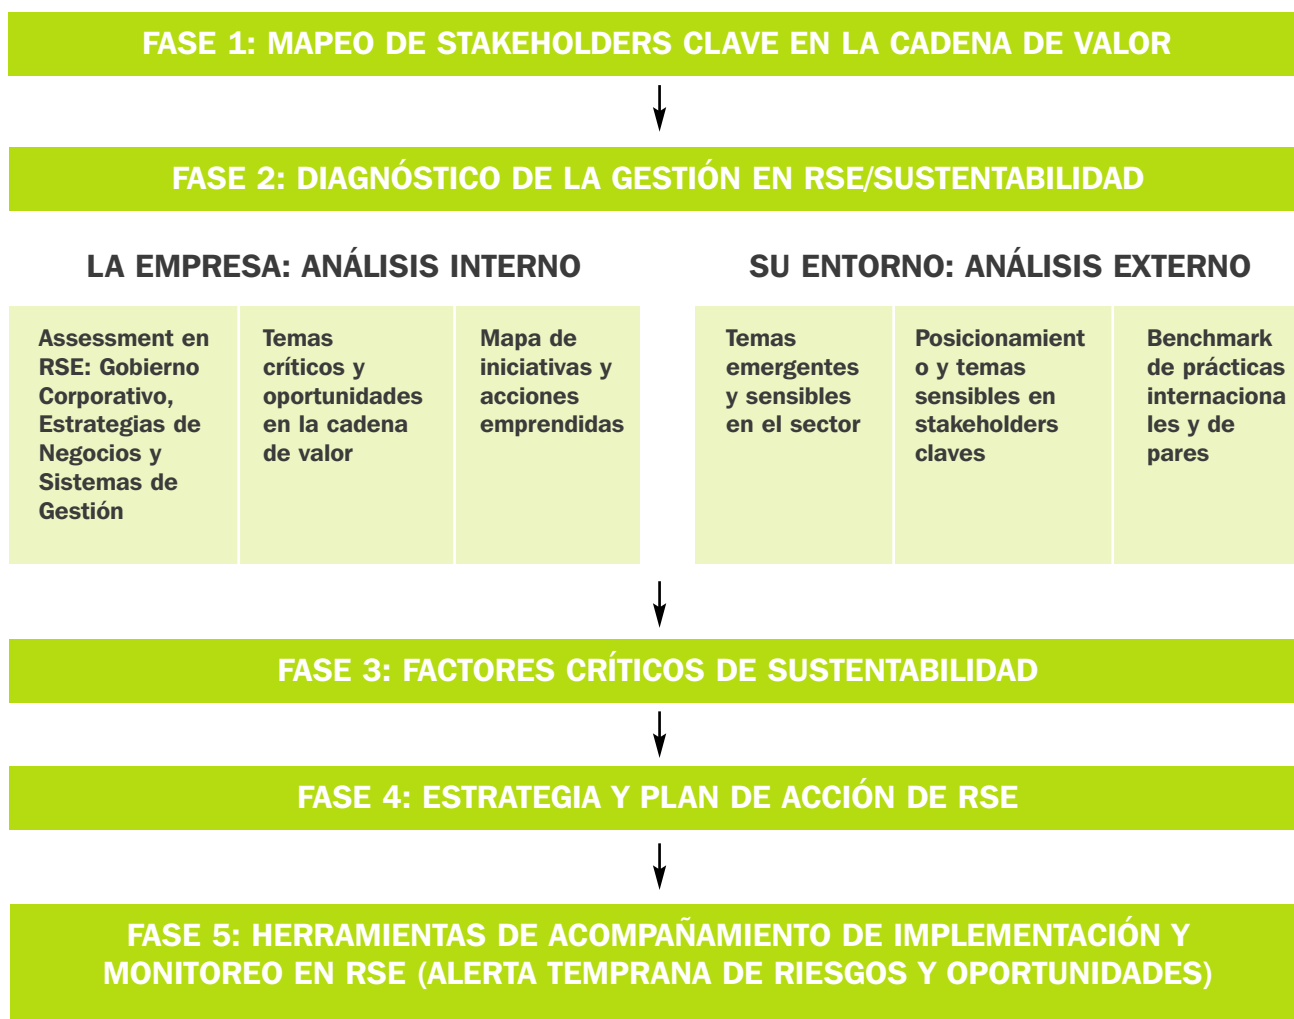 FASE 1: MAPEO DE STAKEHOLDERS CLAVE EN LA CADENA DE VALOR
FASE 2: DIAGNÓSTICO DE LA GESTIÓN EN RSE/SUSTENTABILIDAD
LA EMPRESA: ANÁLISIS INTERNO
Assessment en
RSE: Gobierno
Corporativo,
Estrategias de
Negocios y
Sistemas de
Gestión
Temas
críticos y
oportunidades
en la cadena
de valor
Mapa de
iniciativas y
acciones
emprendidas
SU ENTORNO: ANÁLISIS EXTERNO
Temas
emergentes
y sensibles
en el sector
Posicionamient
o y temas
sensibles en
stakeholders
claves
Benchmark
de prácticas
internaciona
les y de
pares
FASE 3: FACTORES CRÍTICOS DE SUSTENTABILIDAD
FASE 4: ESTRATEGIA Y PLAN DE ACCIÓN DE RSE
FASE 5: HERRAMIENTAS DE ACOMPAÑAMIENTO DE IMPLEMENTACIÓN Y
MONITOREO EN RSE (ALERTA TEMPRANA DE RIESGOS Y OPORTUNIDADES)